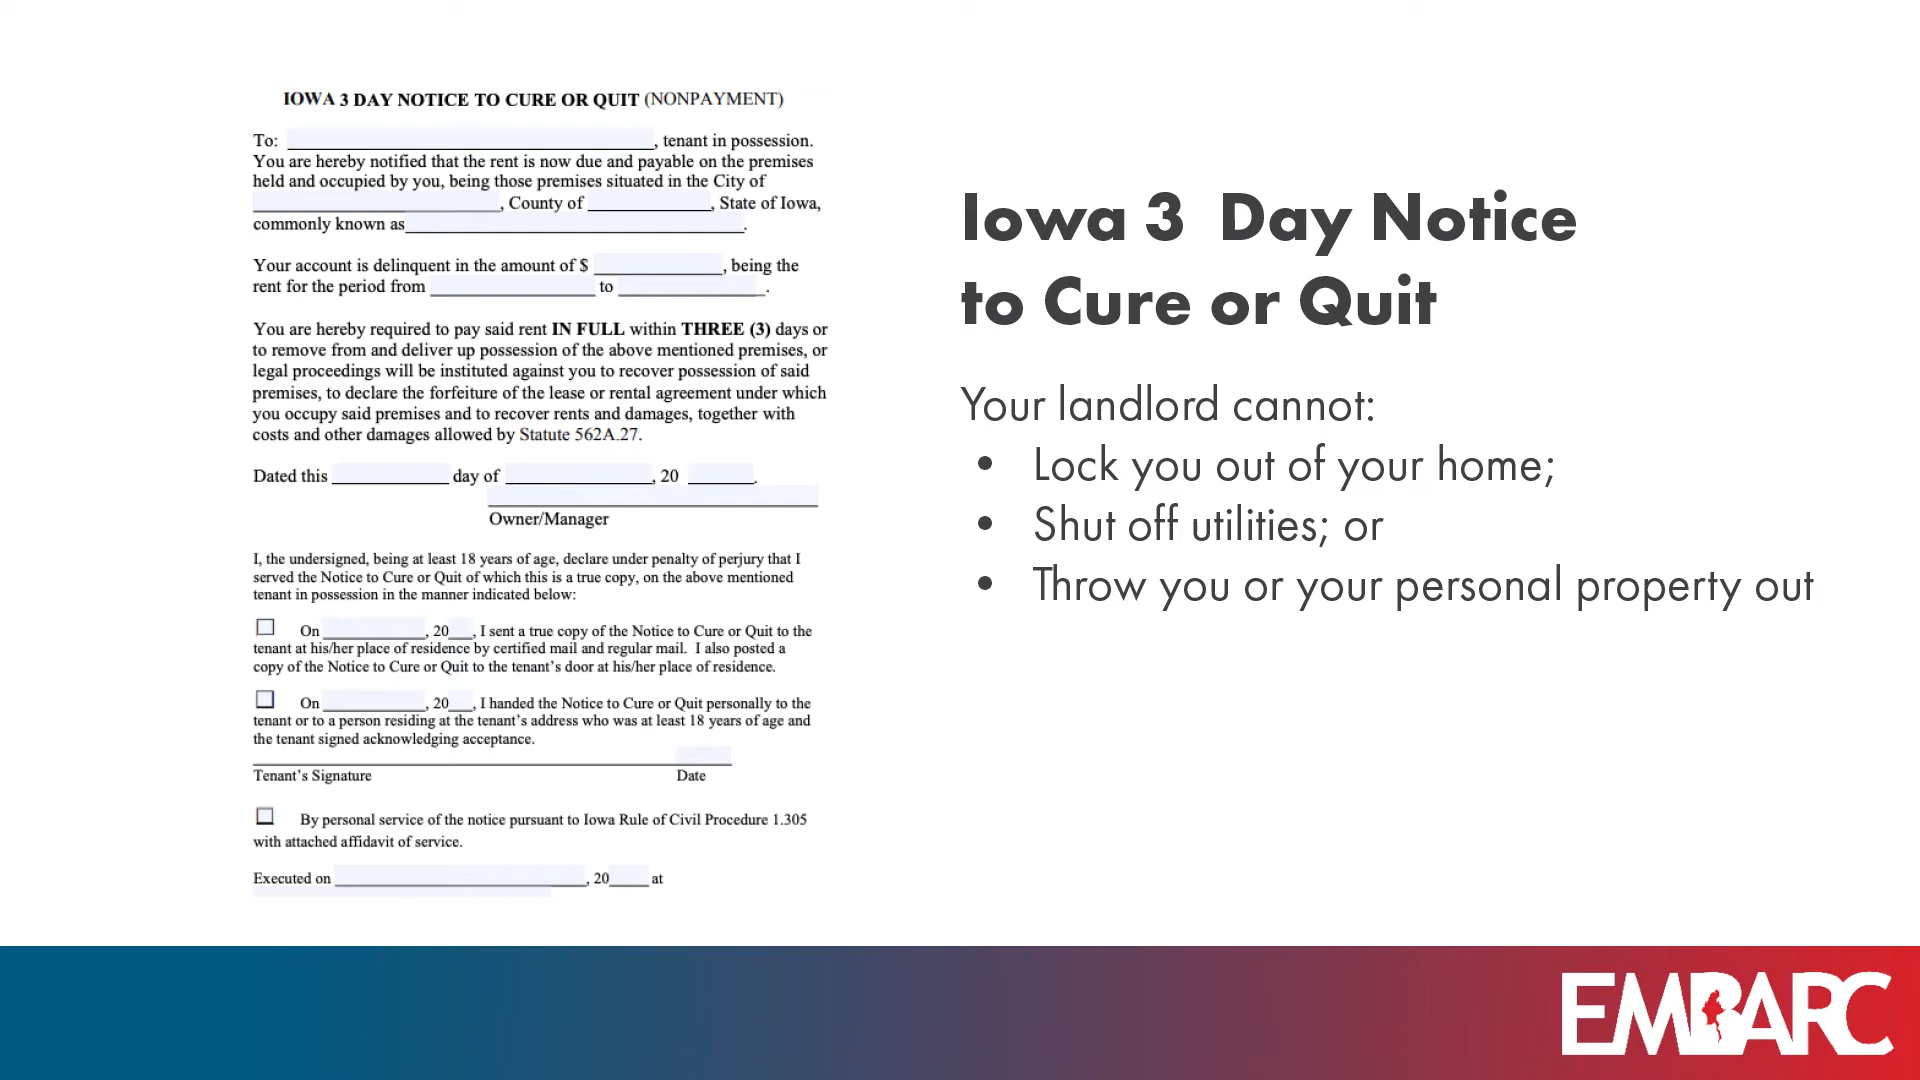 IOWA 3 DAY NOTICE TO CURE OR QUIT (NONPAYMENT)
To: , tenant in possession.
You are hereby notified that the rent is now due and payable on the premises
held and occupied by you, being those premises situated in the City of
, County of , State of Iowa,
commonly known as .
Your account is delinquent in the amount of $ , being the
rent for the period from to .
You are hereby required to pay said rent IN FULL within THREE (3) days or
to remove from and deliver up possession of the above mentioned premises, or
legal proceedings will be instituted against you to recover possession of said
premises, to declare the forfeiture of the lease or rental agreement under which
you occupy said premises and to recover rents and damages, together with
costs and other damages allowed by Statute 562A.27.
Dated this day of , 20 .
Owner/Manager
I, the undersigned, being at least 18 years of age, declare under penalty of perjury that I
served the Notice to Cure or Quit of which this is a true copy, on the above mentioned
tenant in possession in the manner indicated below:
On , 20 , I sent a true copy of the Notice to Cure or Quit to the
tenant at his/her place of residence by certified mail and regular mail. I also posted a
copy of the Notice to Cure or Quit to the tenant's door at his/her place of residence.
On , 20 , I handed the Notice to Cure or Quit personally to the
tenant or to a person residing at the tenant's address who was at least 18 years of age and
the tenant signed acknowledging acceptance.
Tenant's Signature Date
By personal service of the notice pursuant to Iowa Rule of Civil Procedure 1.305
with attached affidavit of service.
Executed on , 20 at
Iowa 3 Day Notice
to Cure or Quit
Your landlord cannot:
• Lock you out of your home;
• Shut off utilities; or
• Throw you or your personal property out
EMBARC